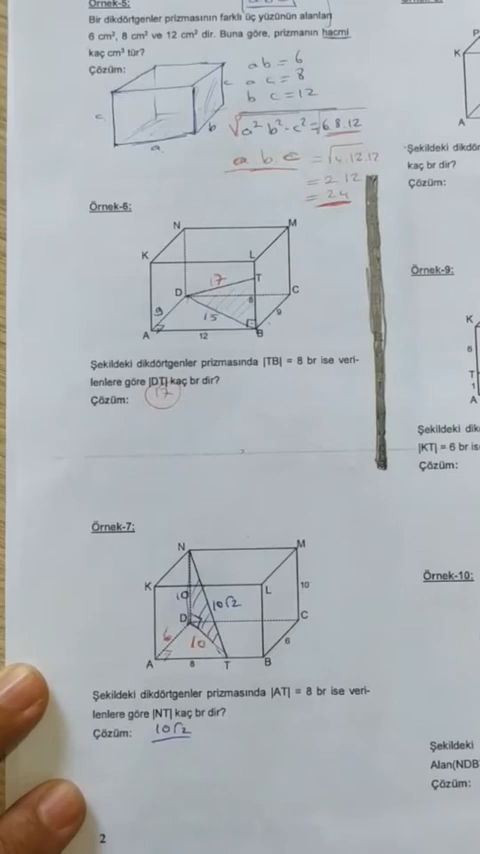 Örnek-5:
Bir dikdörtgenler prizmasının farklı üç yüzünün alanları
6 cm², 8 cm² ve 12 cm² dir. Buna göre, prizmanın hacmi
kaç cm³ tür?
Çözüm:
ab = 6
a c = 8
b c = 12
c
c
b
a
√a² b² c² = √6.8.12
a.b.c = √4.12.12
= 2 12
= 24
Örnek-6:
N
M
K
L
T
17
D
C
8
9
15
9
A
12
B
Şekildeki dikdörtgenler prizmasında |TB| = 8 br ise veri-
lenlere göre |DT| kaç br dir?
17
Çözüm:
Örnek-7:
N
M
K
L
10
10√2
10
D
C
6
10
6
A
8
T
B
Şekildeki dikdörtgenler prizmasında |AT| = 8 br ise veri-
lenlere göre |NT| kaç br dir?
Çözüm: 10√2
2
K
A
Şekildeki
kaç br dir?
Çözüm:
Örnek-9:
K
6
T
1
A
Şekildeki
|KT| = 6 br
Çözüm:
Örnek-10:
Şekildeki
Alan(NDB
Çözüm: